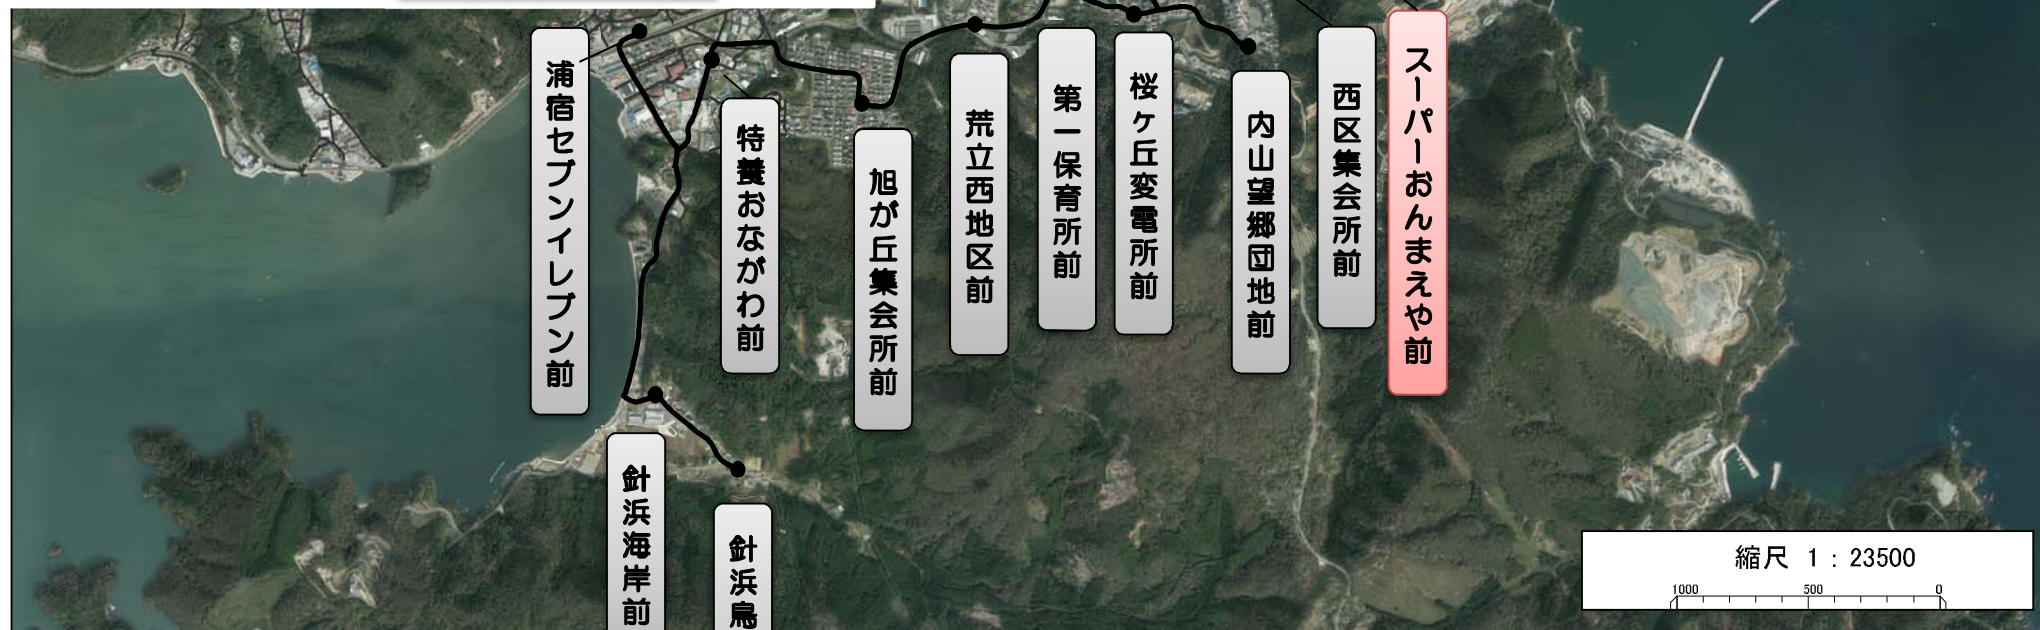 浦宿セブンイレブン前
特養おながわ前
旭が丘集会所前
荒立西地区前
第一保育所前
桜ヶ丘変電所前
内山望郷団地前
西区集会所前
スーパーおんまえや前
針浜海岸前
針浜鳥
縮尺 1：23500
1000 500 0